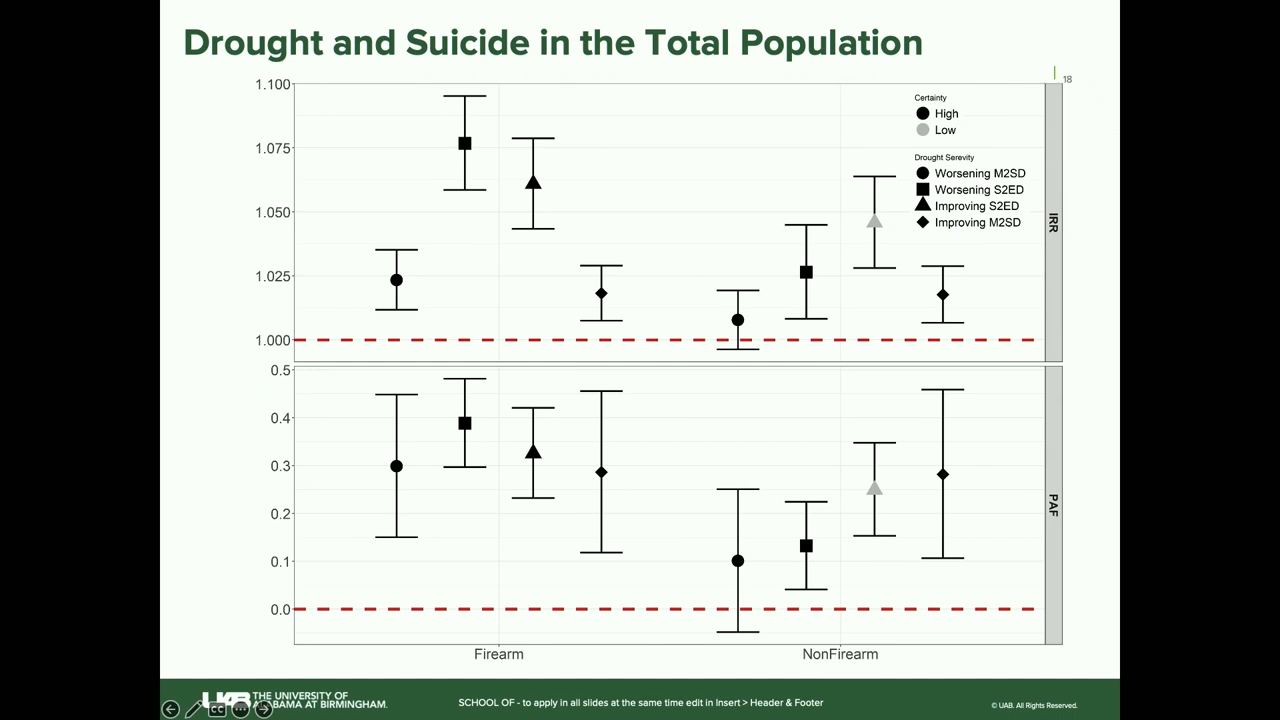 Drought and Suicide in the Total Population
18
1.100
1.075
1.050
1.025
1.000
Certainty
High
Low
Drought Serevity
Worsening M2SD
Worsening S2ED
Improving S2ED
Improving M2SD
IRR
0.5
0.4
0.3
0.2
0.1
0.0
PAF
Firearm
NonFirearm
UAB THE UNIVERSITY OF
ABAMA AT BIRMINGHAM.
CC
SCHOOL OF - to apply in all slides at the same time edit in Insert > Header & Footer
© UAB. All Rights Reserved.